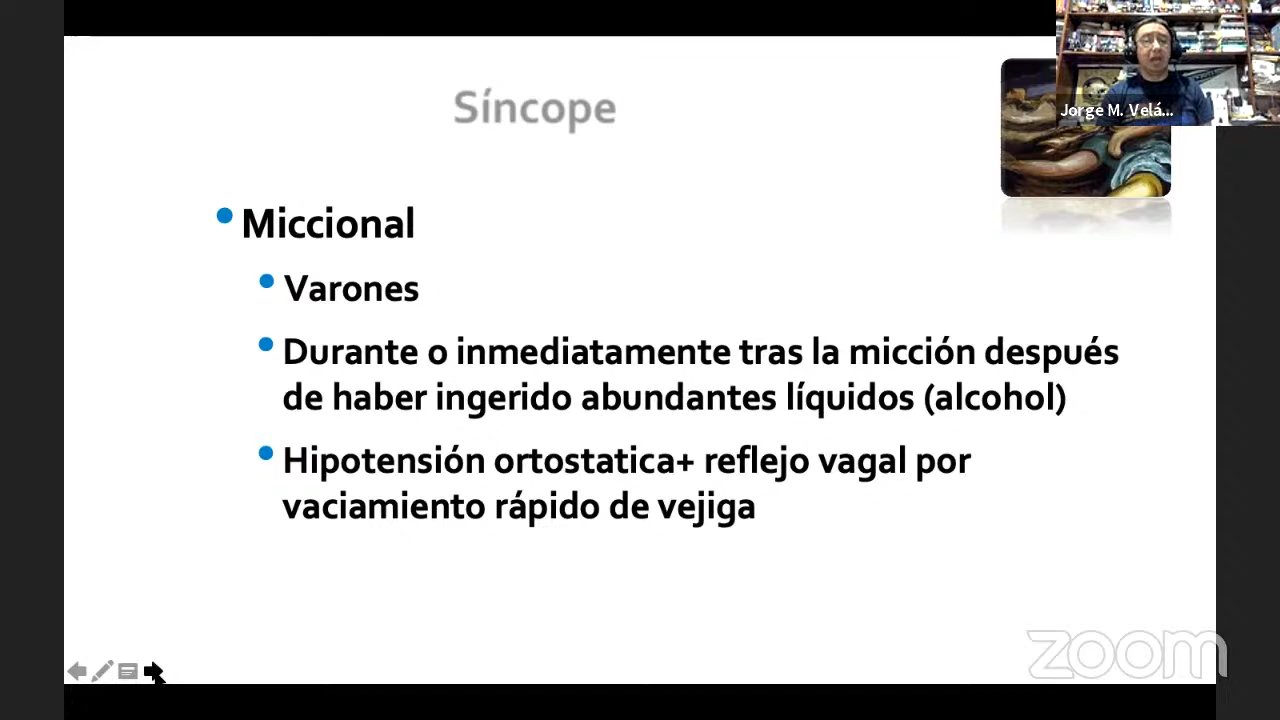 Síncope
Jorge M. Velá...
Miccional
Varones
Durante o inmediatamente tras la micción después
de haber ingerido abundantes líquidos (alcohol)
Hipotensión ortostatica+ reflejo vagal por
vaciamiento rápido de vejiga
zoom